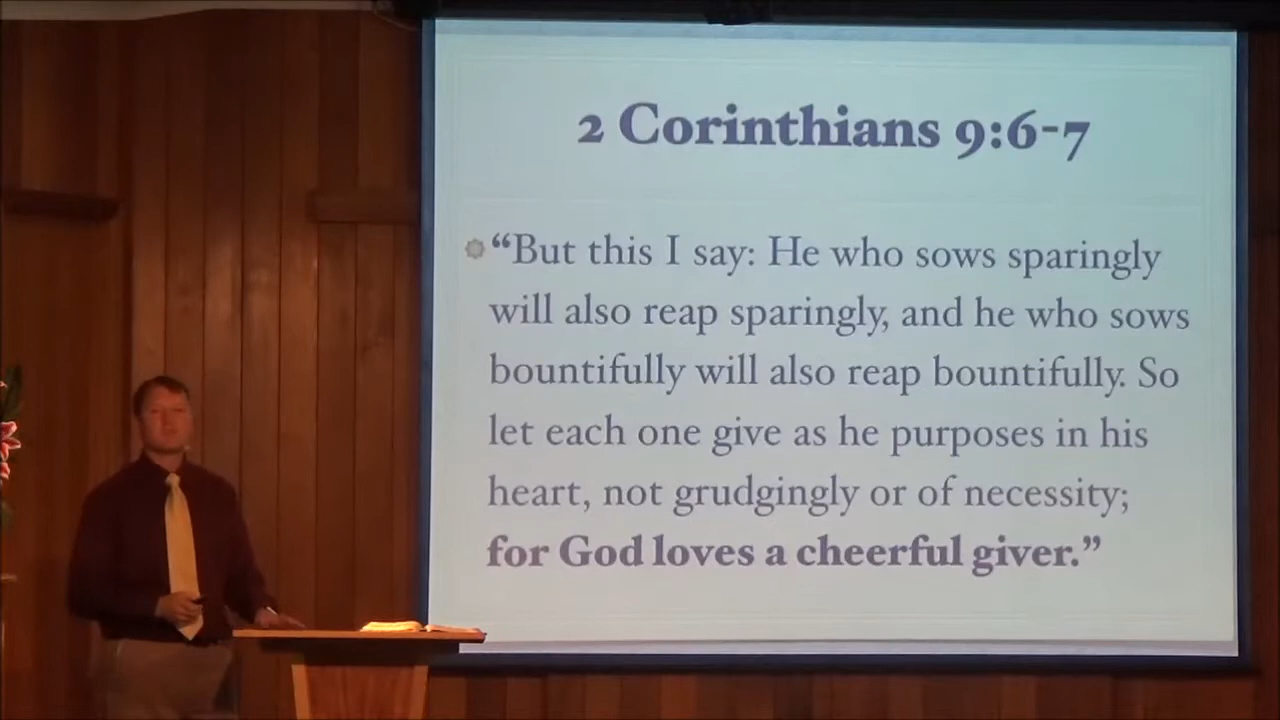 2 Corinthians 9:6-7
“But this I say: He who sows sparingly
will also reap sparingly, and he who sows
bountifully will also reap bountifully. So
let each one give as he purposes in his
heart, not grudgingly or of necessity;
for God loves a cheerful giver.”